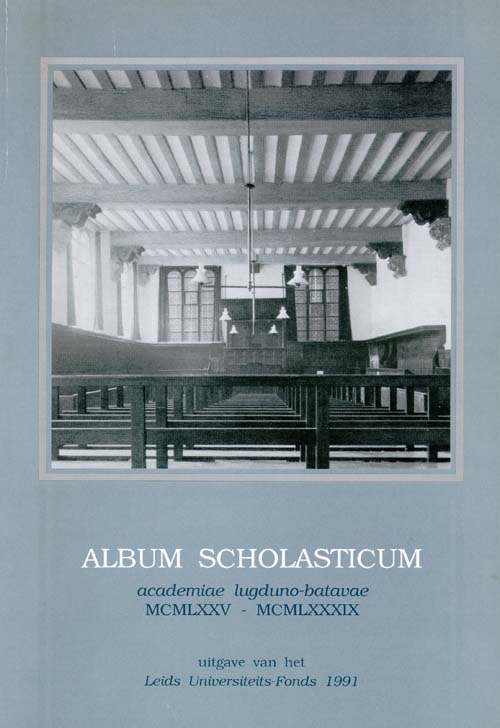 ALBUM SCHOLASTICUM
academiae lugduno-batavae
MCMLXXV - MCMLXXXIX
uitgave van het
Leids Universiteits-Fonds 1991